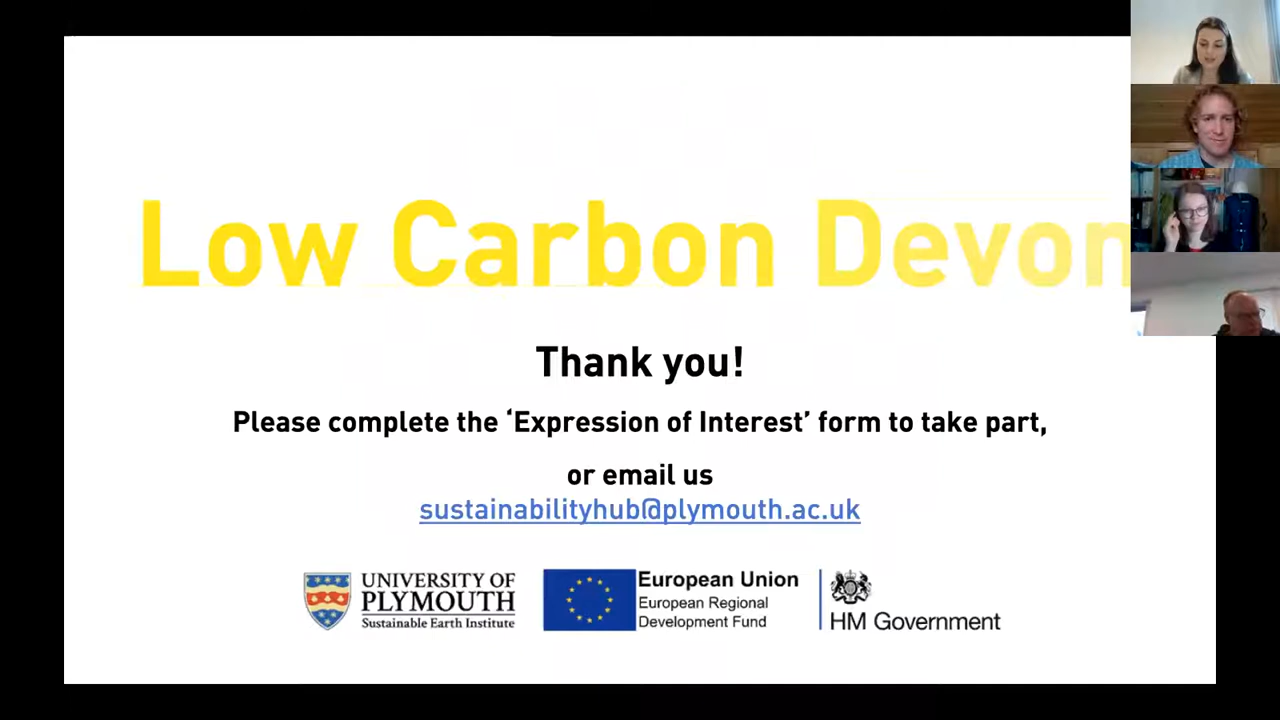 Low Carbon Devon
Thank you!
Please complete the ‘Expression of Interest’ form to take part,
or email us
sustainabilityhub@plymouth.ac.uk
UNIVERSITY OF
PLYMOUTH
Sustainable Earth Institute
European Union
European Regional
Development Fund
HM Government